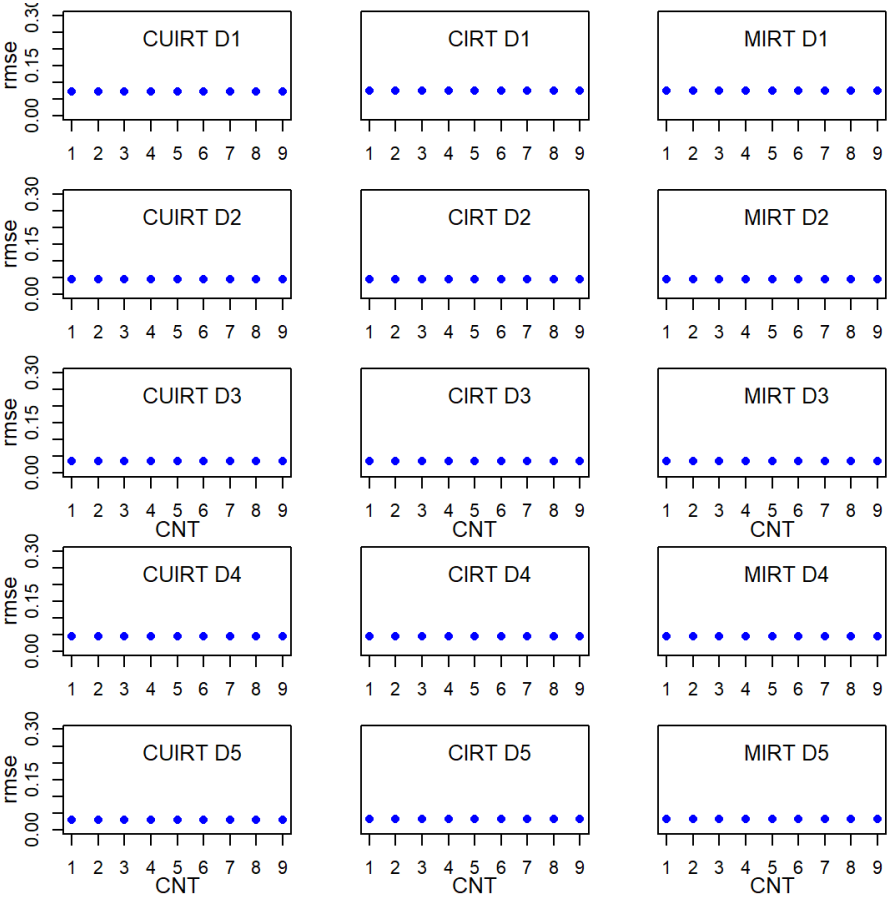 rmse
0.00 0.15 0.30
CUIRT D1
1 2 3 4 5 6 7 8 9
CIRT D1
1 2 3 4 5 6 7 8 9
MIRT D1
1 2 3 4 5 6 7 8 9
rmse
0.00 0.15 0.30
CUIRT D2
1 2 3 4 5 6 7 8 9
CIRT D2
1 2 3 4 5 6 7 8 9
MIRT D2
1 2 3 4 5 6 7 8 9
rmse
0.00 0.15 0.30
CUIRT D3
1 2 3 4 5 6 7 8 9
CNT
CIRT D3
1 2 3 4 5 6 7 8 9
CNT
MIRT D3
1 2 3 4 5 6 7 8 9
CNT
rmse
0.00 0.15 0.30
CUIRT D4
1 2 3 4 5 6 7 8 9
CIRT D4
1 2 3 4 5 6 7 8 9
MIRT D4
1 2 3 4 5 6 7 8 9
rmse
0.00 0.15 0.30
CUIRT D5
1 2 3 4 5 6 7 8 9
CNT
CIRT D5
1 2 3 4 5 6 7 8 9
CNT
MIRT D5
1 2 3 4 5 6 7 8 9
CNT